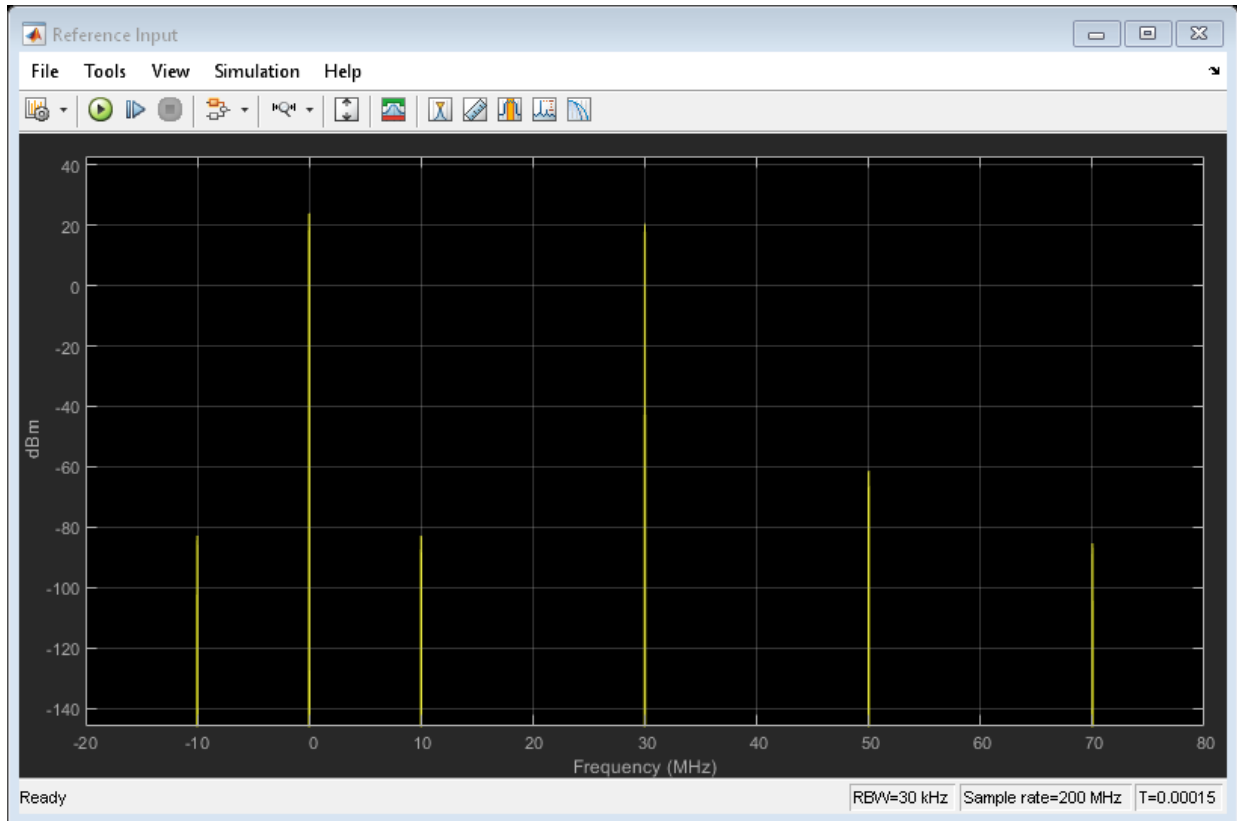 Reference Input
File Tools View Simulation Help
40
20
0
-20
-40
-60
-80
-100
-120
-140
dBm
-20 -10 0 10 20 30 40 50 60 70 80
Frequency (MHz)
Ready RBW=30 kHz Sample rate=200 MHz T=0.00015